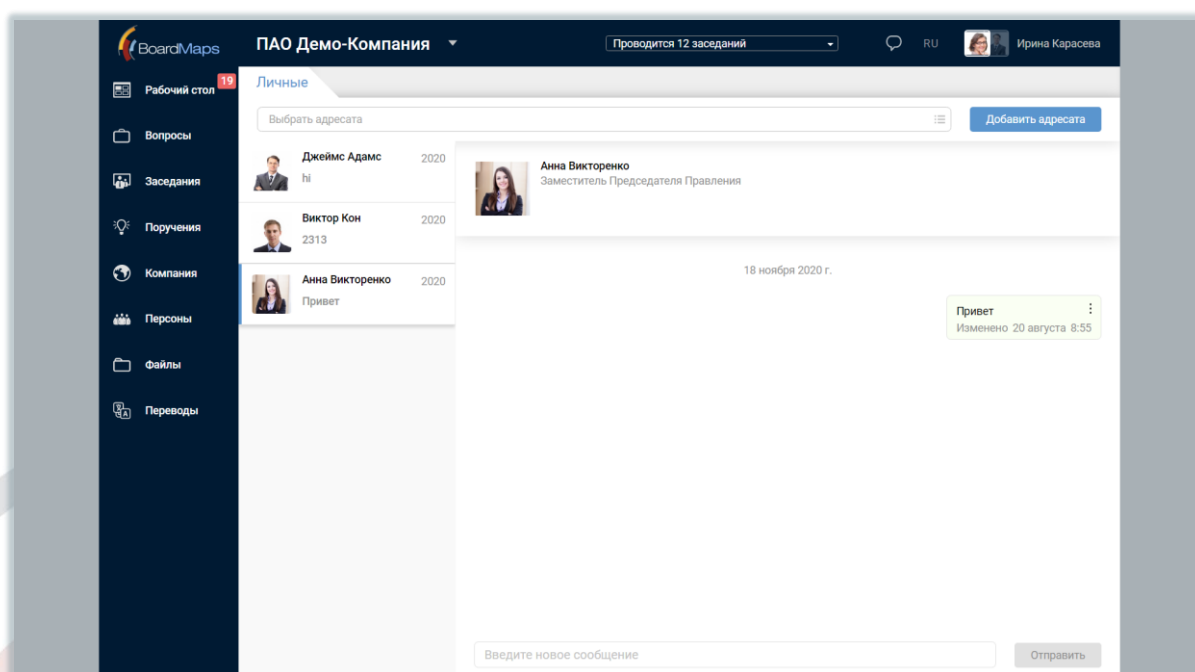 BoardMaps
ПАО Демо-Компания
Проводится 12 заседаний
RU
Ирина Карасева
Рабочий стол
19
Вопросы
Заседания
Поручения
Компания
Персоны
Файлы
Переводы
Личные
Выбрать адресата
Добавить адресата
Джеймс Адамс 2020
hi
Виктор Кон 2020
2313
Анна Викторенко 2020
Привет
Анна Викторенко
Заместитель Председателя Правления
18 ноября 2020 г.
Привет
Изменено 20 августа 8:55
Введите новое сообщение
Отправить